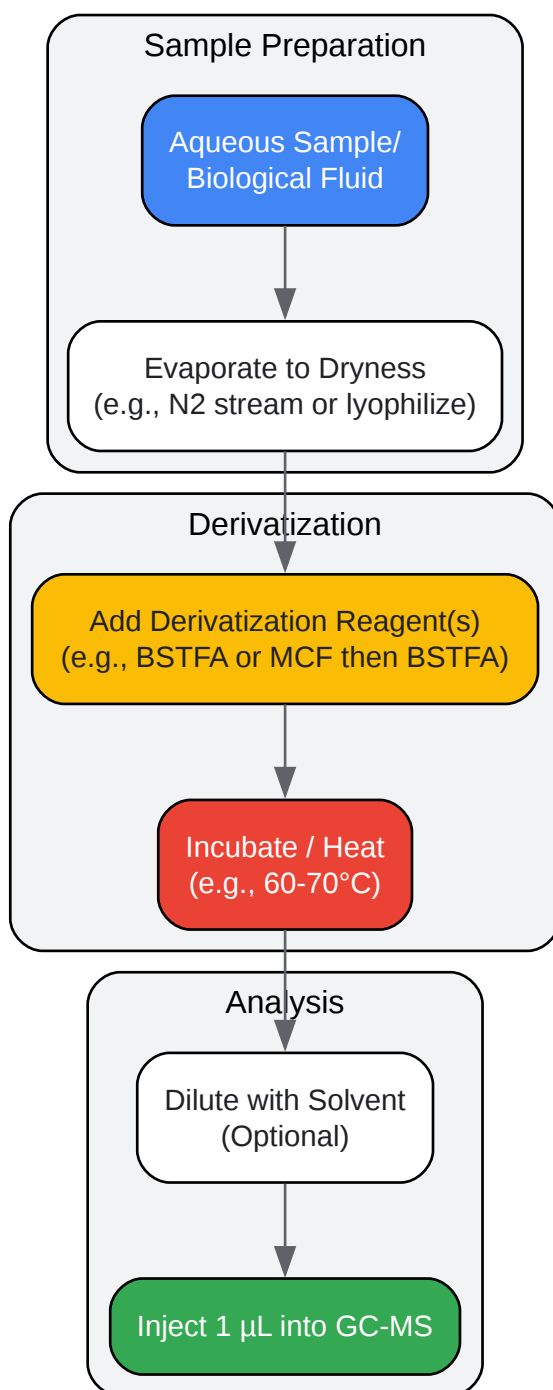 Sample Preparation
Aqueous Sample/
Biological Fluid
Evaporate to Dryness
(e.g., N2 stream or lyophilize)
Derivatization
Add Derivatization Reagent(s)
(e.g., BSTFA or MCF then BSTFA)
Incubate / Heat
(e.g., 60-70°C)
Analysis
Dilute with Solvent
(Optional)
Inject 1 µL into GC-MS